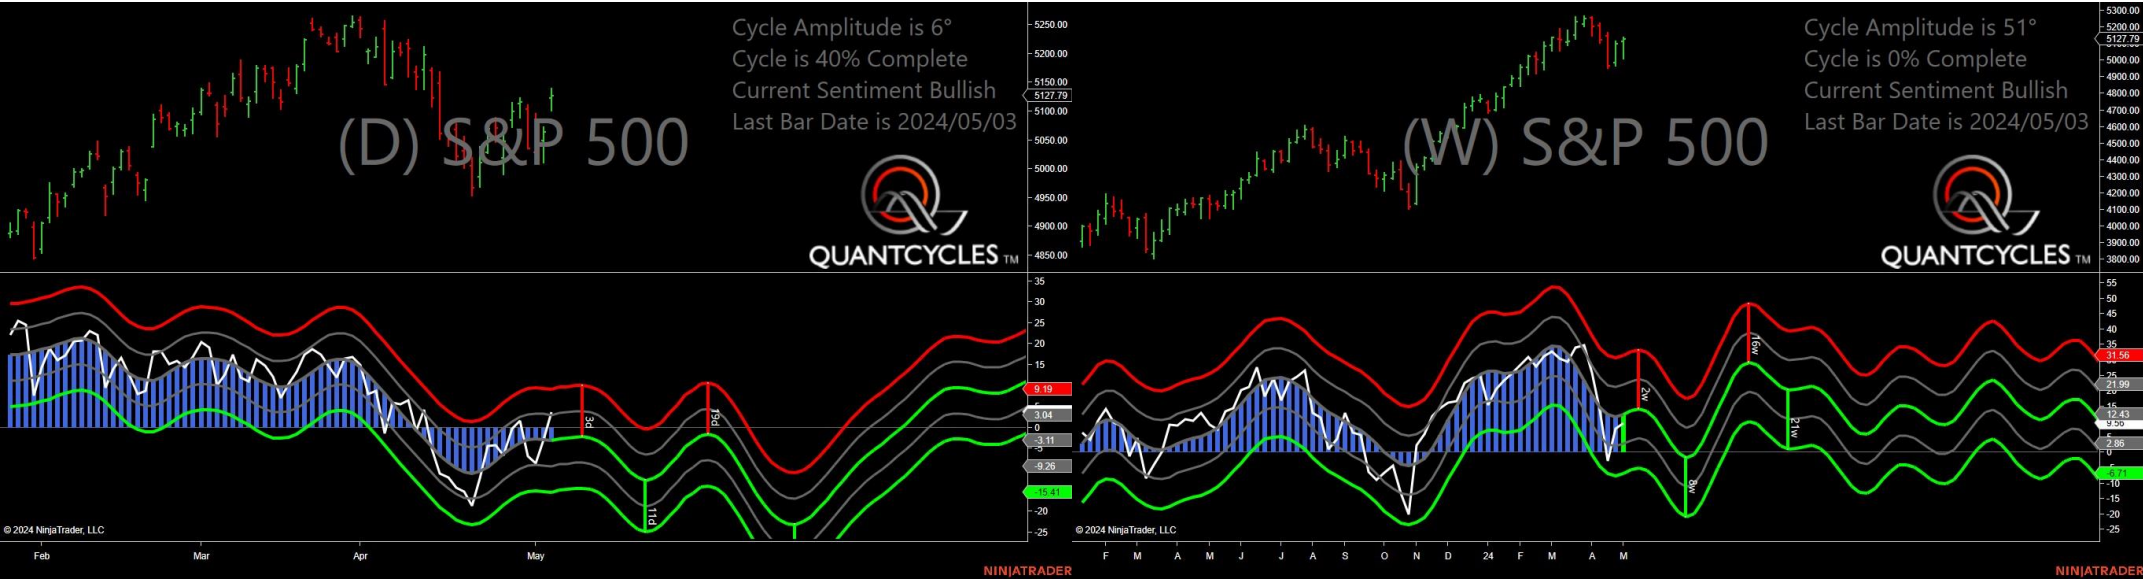 Cycle Amplitude is 6°
Cycle is 40% Complete
Current Sentiment Bullish
Last Bar Date is 2024/05/03
(D) S&P 500
QUANTCYCLES TM
5250.00
5200.00
5150.00
5127.79
5100.00
5050.00
5000.00
4950.00
4900.00
4850.00
35
30
25
20
15
9.19
5
3.04
0
-3.11
-5
-9.26
-15.41
-20
-25
3d
11d
19d
© 2024 NinjaTrader, LLC
Feb Mar Apr May
NINJATRADER
Cycle Amplitude is 51°
Cycle is 0% Complete
Current Sentiment Bullish
Last Bar Date is 2024/05/03
(W) S&P 500
QUANTCYCLES TM
5300.00
5200.00
5127.79
5000.00
4900.00
4800.00
4700.00
4600.00
4500.00
4400.00
4300.00
4200.00
4100.00
4000.00
3900.00
3800.00
55
50
45
40
35
31.56
25
21.99
20
15
12.43
9.56
5
2.86
0
-6.71
-10
-15
-20
-25
2w
8w
16w
21w
© 2024 NinjaTrader, LLC
F M A M J J A S O N D 24 F M A M
NINJATRADER